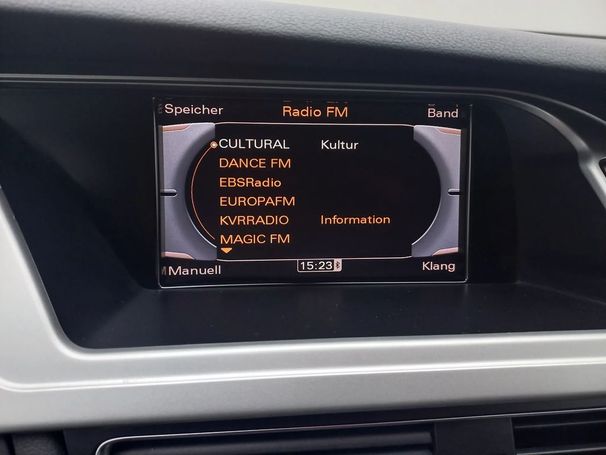 Speicher Radio FM Band
CULTURAL Kultur
DANCE FM
EBSRadio
EUROPAFM
KVRRADIO Information
MAGIC FM
Manuell 15:23 Klang